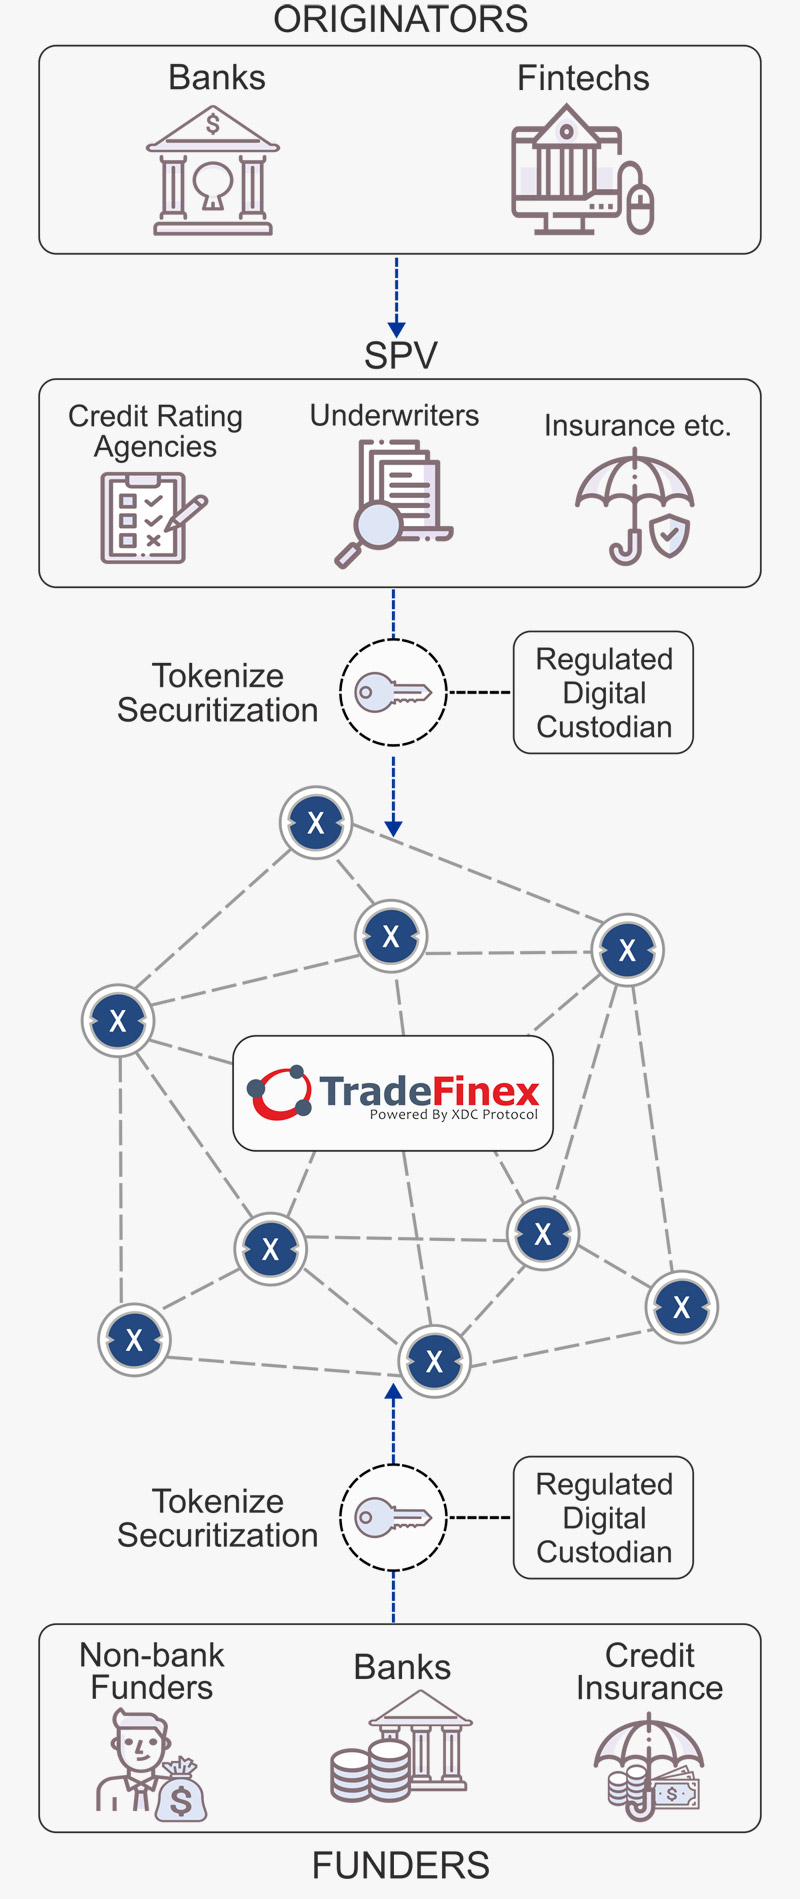 ORIGINATORS
Banks
Fintechs
$
SPV
Credit Rating
Agencies
Underwriters
Insurance etc.
Tokenize
Securitization
Regulated
Digital
Custodian
X
X
X
X
TradeFinex
Powered By XDC Protocol
X
X
X
X
X
Tokenize
Securitization
Regulated
Digital
Custodian
Non-bank
Funders
Banks
Credit
Insurance
$
$
FUNDERS